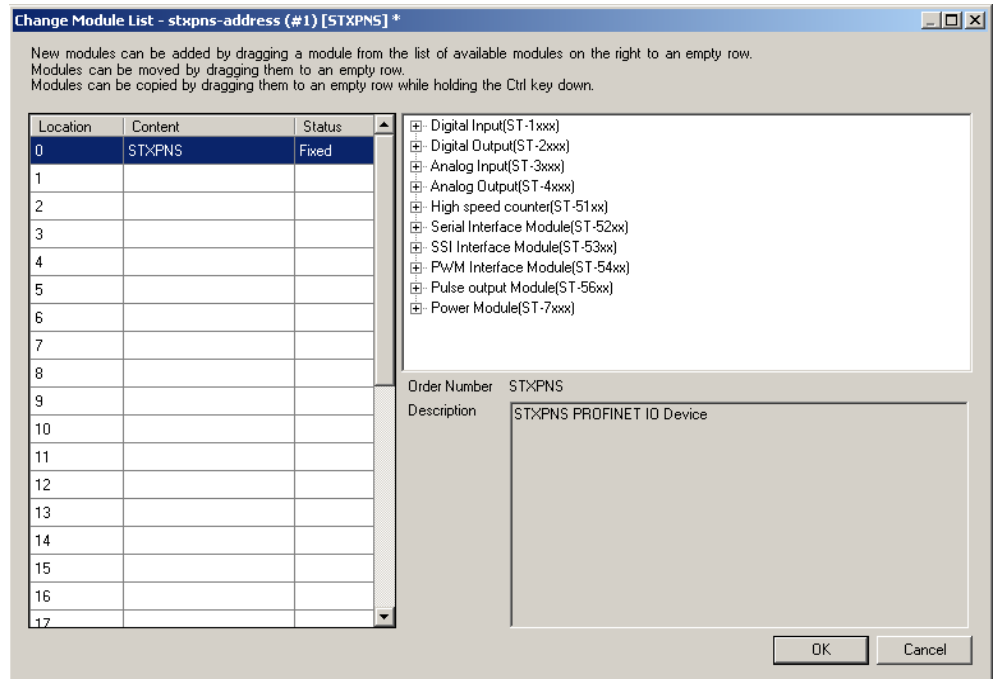 Change Module List - stxpns-address (#1) [STXPNS] *
New modules can be added by dragging a module from the list of available modules on the right to an empty row.
Modules can be moved by dragging them to an empty row.
Modules can be copied by dragging them to an empty row while holding the Ctrl key down.
Location Content Status
0 STXPNS Fixed
1
2
3
4
5
6
7
8
9
10
11
12
13
14
15
16
17
Digital Input(ST-1xxx)
Digital Output(ST-2xxx)
Analog Input(ST-3xxx)
Analog Output(ST-4xxx)
High speed counter(ST-51xx)
Serial Interface Module(ST-52xx)
SSI Interface Module(ST-53xx)
PWM Interface Module(ST-54xx)
Pulse output Module(ST-56xx)
Power Module(ST-7xxx)
Order Number STXPNS
Description STXPNS PROFINET IO Device
OK Cancel